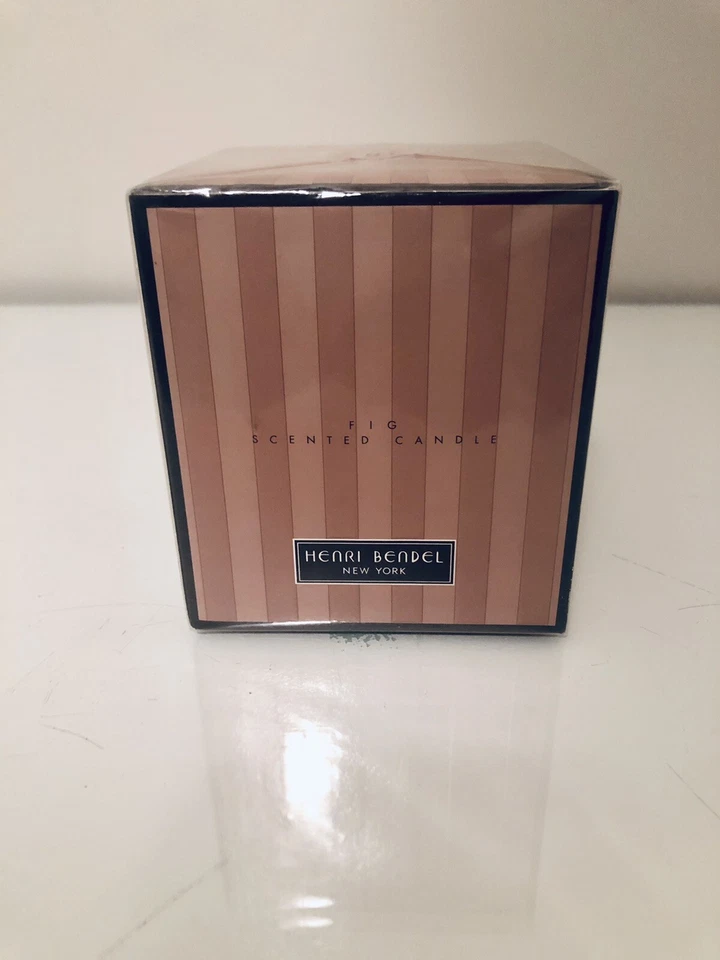 FIG
SCENTED CANDLE
HENRI BENDEL
NEW YORK